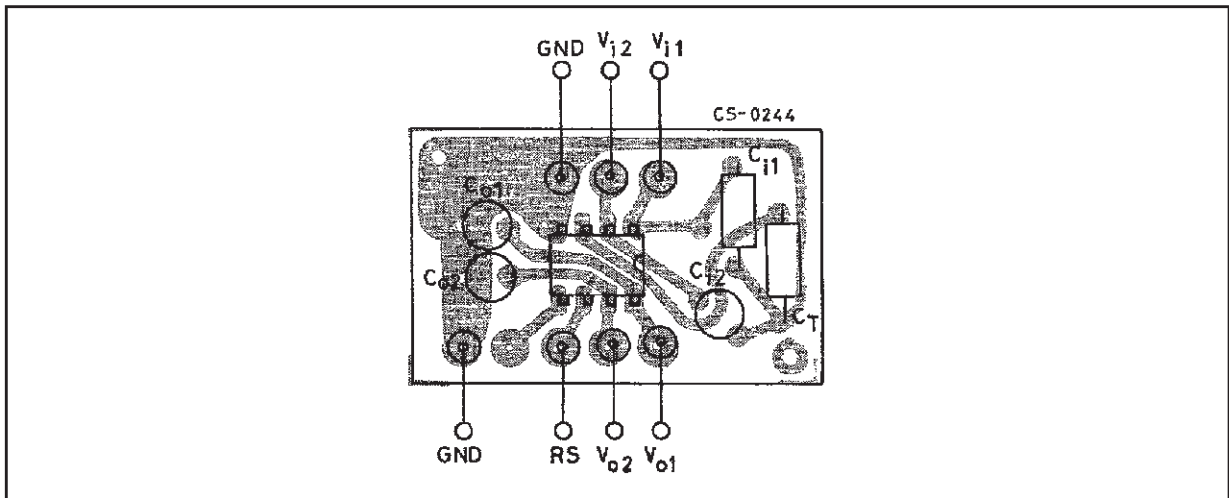 GND Vi2 Vi1
CS-0244
Ci1
Co1
Co2
Ci2
CT
GND RS Vo2 Vo1